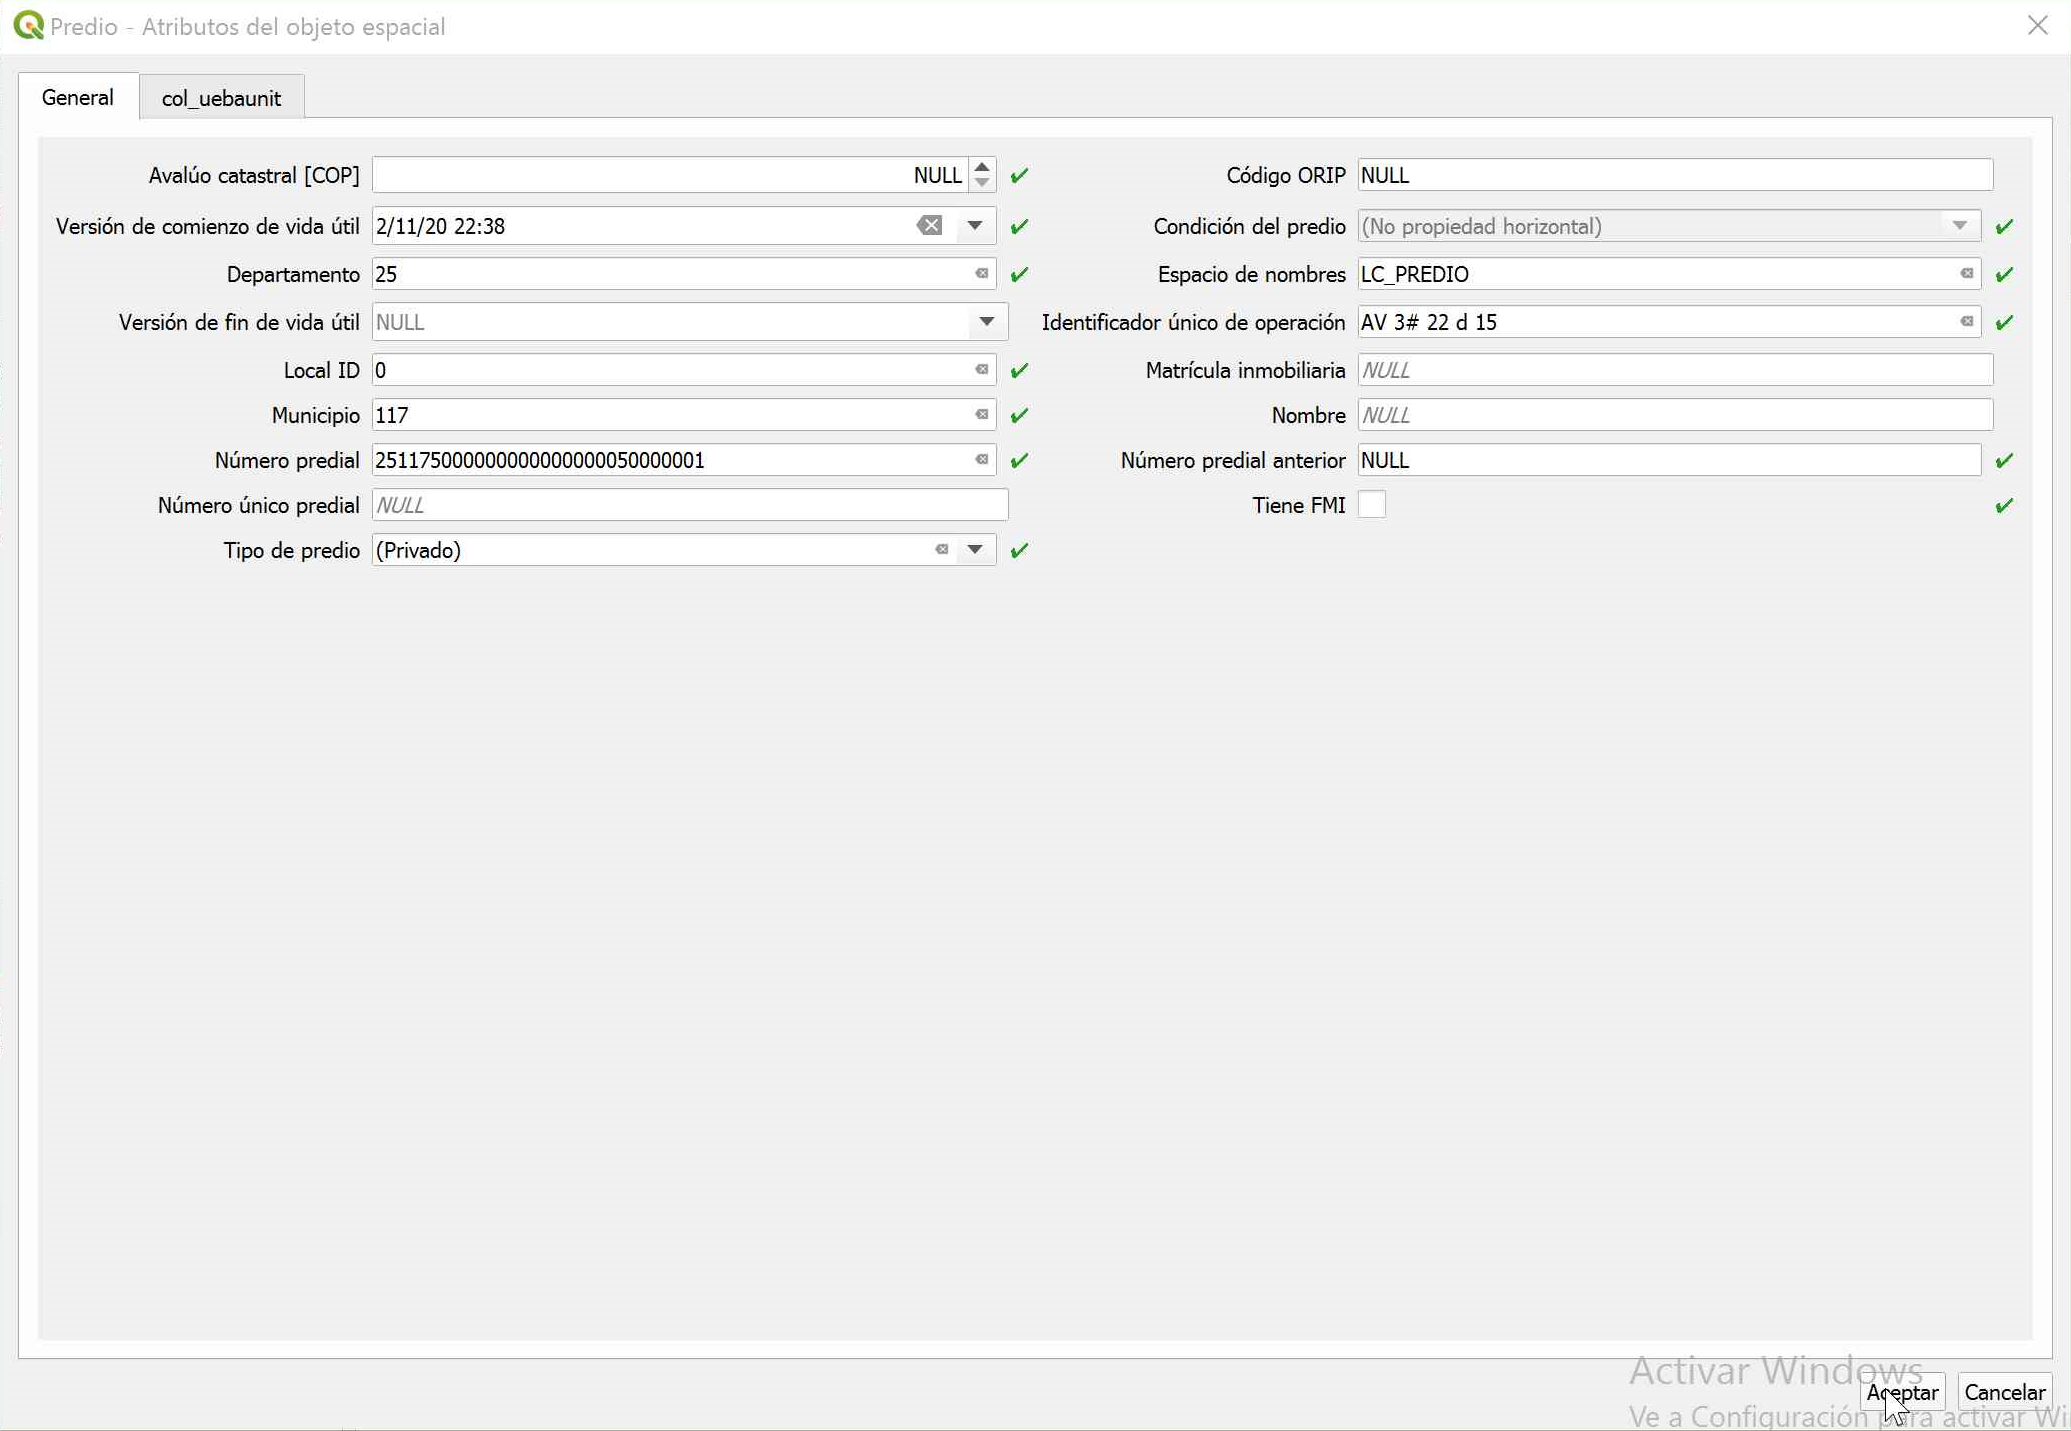 Predio - Atributos del objeto espacial
General
col_uebaunit
Avalúo catastral [COP] NULL
Código ORIP NULL
Versión de comienzo de vida útil 2/11/20 22:38
Condición del predio (No propiedad horizontal)
Departamento 25
Espacio de nombres LC_PREDIO
Versión de fin de vida útil NULL
Identificador único de operación AV 3# 22 d 15
Local ID 0
Matrícula inmobiliaria NULL
Municipio 117
Nombre NULL
Número predial 251175000000000000000050000001
Número predial anterior NULL
Número único predial NULL
Tiene FMI
Tipo de predio (Privado)
Activar Windows
Aceptar Cancelar
Ve a Configuración para activar Wi